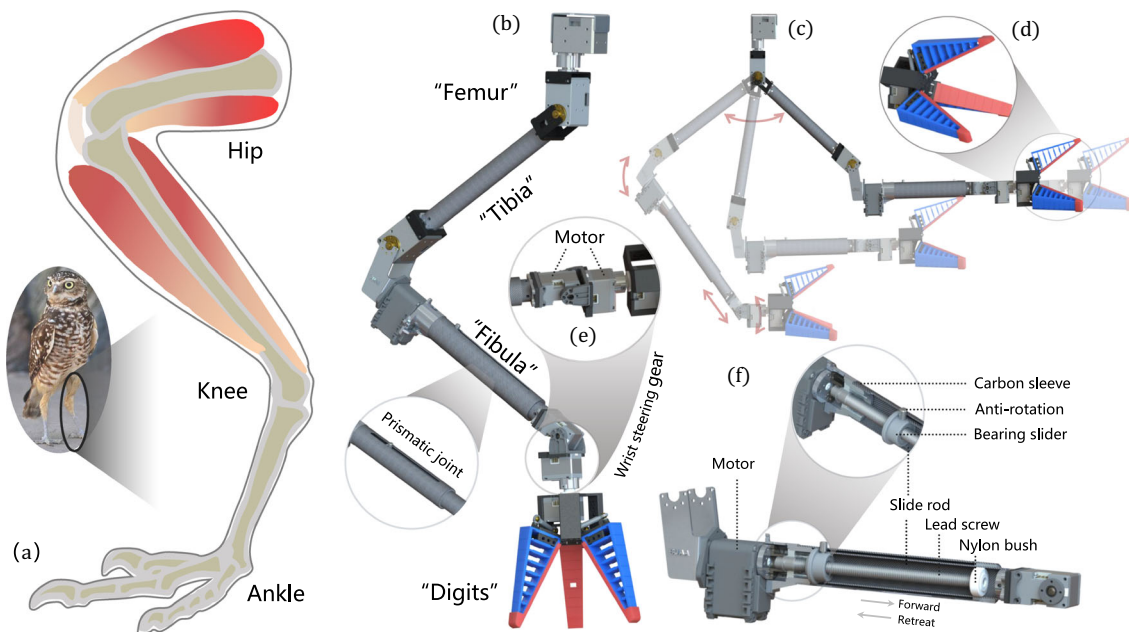 (a)
Hip
Knee
Ankle
(b)
“Femur”
“Tibia”
“Fibula”
“Digits”
Prismatic joint
Motor
(e)
Wrist steering gear
(c)
(d)
(f)
Carbon sleeve
Anti-rotation
Bearing slider
Motor
Slide rod
Lead screw
Nylon bush
Forward
Retreat